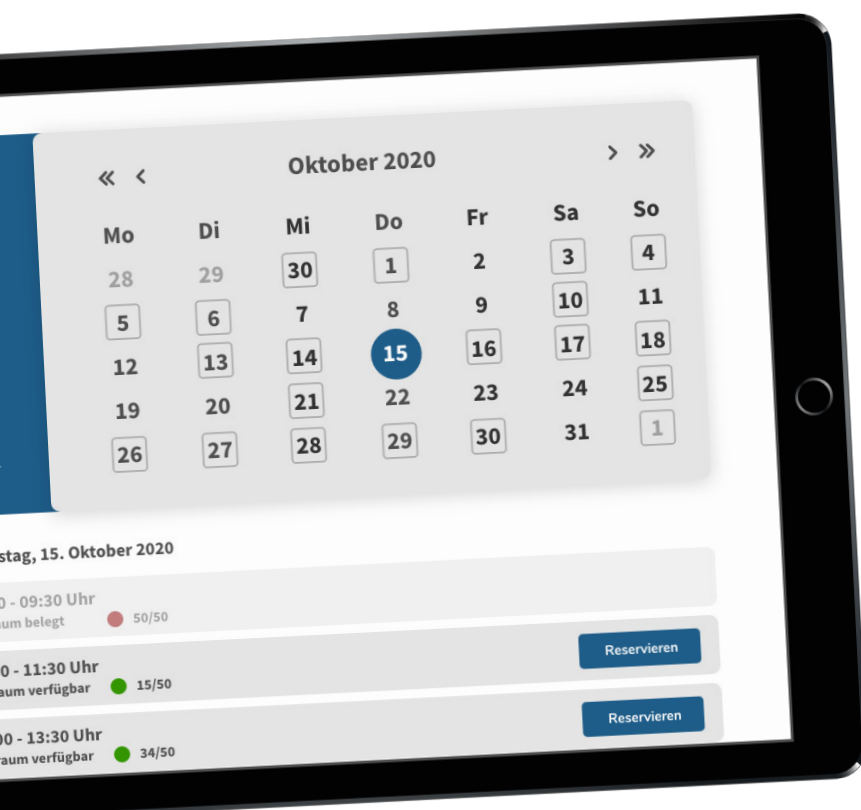 « ‹ Oktober 2020 › »
Mo Di Mi Do Fr Sa So
28 29 30 1 2 3 4
5 6 7 8 9 10 11
12 13 14 15 16 17 18
19 20 21 22 23 24 25
26 27 28 29 30 31 1
stag, 15. Oktober 2020
0 - 09:30 Uhr
um belegt 50/50
0 - 11:30 Uhr
aum verfügbar 15/50
Reservieren
00 - 13:30 Uhr
raum verfügbar 34/50
Reservieren